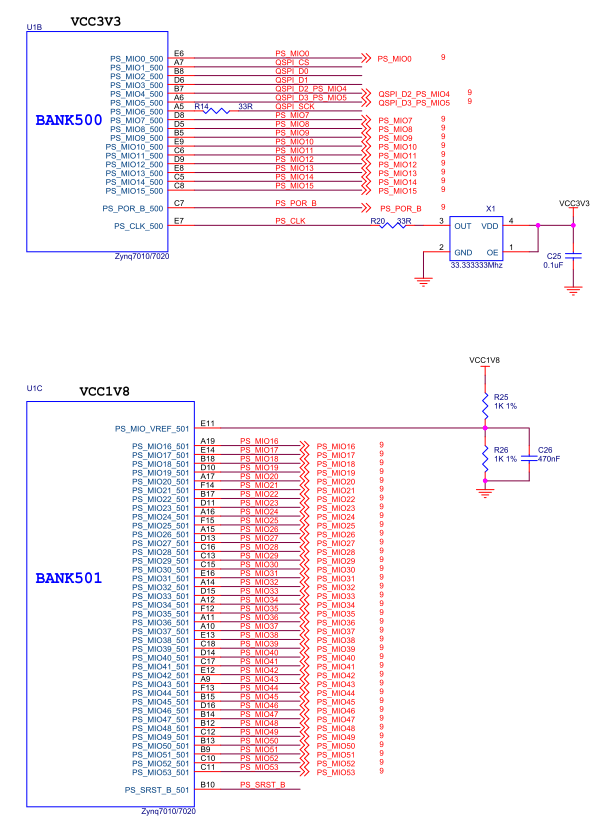 VCC3V3
U1B
PS_MIO0_500 E6 PS_MIO0 PS_MIO0 9
PS_MIO1_500 A7 QSPI_CS
PS_MIO2_500 B8 QSPI_D0
PS_MIO3_500 D6 QSPI_D1
PS_MIO4_500 B7 QSPI_D2_PS_MIO4 QSPI_D2_PS_MIO4 9
PS_MIO5_500 A6 QSPI_D3_PS_MIO5 QSPI_D3_PS_MIO5 9
PS_MIO6_500 A5 R14 33R QSPI_SCK
BANK500
PS_MIO7_500 D8 PS_MIO7 PS_MIO7 9
PS_MIO8_500 D5 PS_MIO8 PS_MIO8 9
PS_MIO9_500 B5 PS_MIO9 PS_MIO9 9
PS_MIO10_500 E9 PS_MIO10 PS_MIO10 9
PS_MIO11_500 C6 PS_MIO11 PS_MIO11 9
PS_MIO12_500 D9 PS_MIO12 PS_MIO12 9
PS_MIO13_500 E8 PS_MIO13 PS_MIO13 9
PS_MIO14_500 C5 PS_MIO14 PS_MIO14 9
PS_MIO15_500 C8 PS_MIO15 PS_MIO15 9
PS_POR_B_500 C7 PS_POR_B PS_POR_B 9
PS_CLK_500 E7 PS_CLK R20 33R
Zynq7010/7020
X1
3 OUT VDD 4
2 GND OE 1
33.333333Mhz
VCC3V3
C25
0.1uF
VCC1V8
R25
1K 1%
R26
1K 1%
C26
470nF
U1C
VCC1V8
PS_MIO_VREF_501 E11
PS_MIO16_501 A19 PS_MIO16 PS_MIO16 9
PS_MIO17_501 E14 PS_MIO17 PS_MIO17 9
PS_MIO18_501 B18 PS_MIO18 PS_MIO18 9
PS_MIO19_501 D10 PS_MIO19 PS_MIO19 9
PS_MIO20_501 A17 PS_MIO20 PS_MIO20 9
PS_MIO21_501 F14 PS_MIO21 PS_MIO21 9
PS_MIO22_501 B17 PS_MIO22 PS_MIO22 9
PS_MIO23_501 D11 PS_MIO23 PS_MIO23 9
PS_MIO24_501 A16 PS_MIO24 PS_MIO24 9
PS_MIO25_501 F15 PS_MIO25 PS_MIO25 9
PS_MIO26_501 A15 PS_MIO26 PS_MIO26 9
PS_MIO27_501 D13 PS_MIO27 PS_MIO27 9
PS_MIO28_501 C16 PS_MIO28 PS_MIO28 9
PS_MIO29_501 C13 PS_MIO29 PS_MIO29 9
PS_MIO30_501 C15 PS_MIO30 PS_MIO30 9
BANK501
PS_MIO31_501 E16 PS_MIO31 PS_MIO31 9
PS_MIO32_501 A14 PS_MIO32 PS_MIO32 9
PS_MIO33_501 D15 PS_MIO33 PS_MIO33 9
PS_MIO34_501 A12 PS_MIO34 PS_MIO34 9
PS_MIO35_501 F12 PS_MIO35 PS_MIO35 9
PS_MIO36_501 A11 PS_MIO36 PS_MIO36 9
PS_MIO37_501 A10 PS_MIO37 PS_MIO37 9
PS_MIO38_501 E13 PS_MIO38 PS_MIO38 9
PS_MIO39_501 C18 PS_MIO39 PS_MIO39 9
PS_MIO40_501 D14 PS_MIO40 PS_MIO40 9
PS_MIO41_501 C17 PS_MIO41 PS_MIO41 9
PS_MIO42_501 E12 PS_MIO42 PS_MIO42 9
PS_MIO43_501 A9 PS_MIO43 PS_MIO43 9
PS_MIO44_501 F13 PS_MIO44 PS_MIO44 9
PS_MIO45_501 B15 PS_MIO45 PS_MIO45 9
PS_MIO46_501 D16 PS_MIO46 PS_MIO46 9
PS_MIO47_501 B14 PS_MIO47 PS_MIO47 9
PS_MIO48_501 B12 PS_MIO48 PS_MIO48 9
PS_MIO49_501 C12 PS_MIO49 PS_MIO49 9
PS_MIO50_501 B13 PS_MIO50 PS_MIO50 9
PS_MIO51_501 B9 PS_MIO51 PS_MIO51 9
PS_MIO52_501 C10 PS_MIO52 PS_MIO52 9
PS_MIO53_501 C11 PS_MIO53 PS_MIO53 9
PS_SRST_B_501 B10 PS_SRST_B
Zynq7010/7020